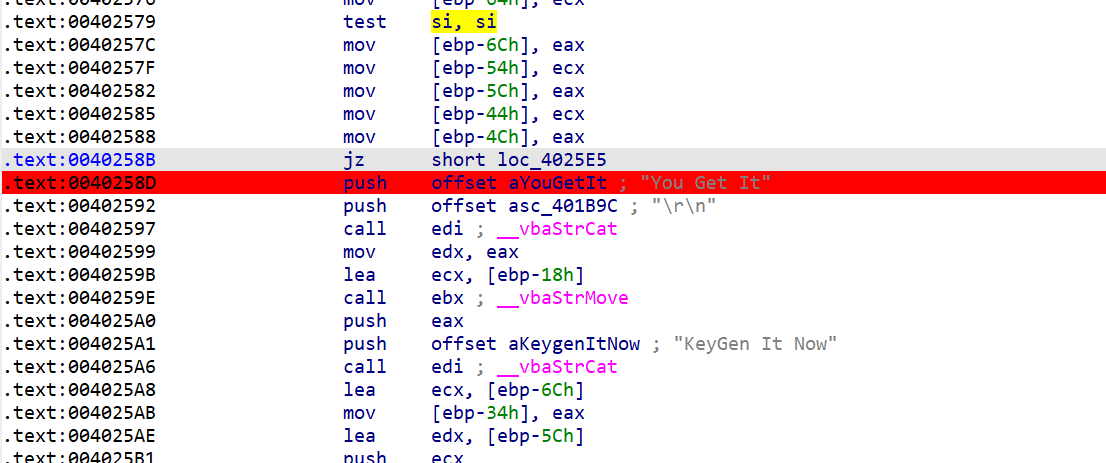 .text:00402576 mov [ebp-64h], ecx
.text:00402579 test si, si
.text:0040257C mov [ebp-6Ch], eax
.text:0040257F mov [ebp-54h], ecx
.text:00402582 mov [ebp-5Ch], eax
.text:00402585 mov [ebp-44h], ecx
.text:00402588 mov [ebp-4Ch], eax
.text:0040258B jz short loc_4025E5
.text:0040258D push offset aYouGetIt ; "You Get It"
.text:00402592 push offset asc_401B9C ; "\r\n"
.text:00402597 call edi ; __vbaStrCat
.text:00402599 mov edx, eax
.text:0040259B lea ecx, [ebp-18h]
.text:0040259E call ebx ; __vbaStrMove
.text:004025A0 push eax
.text:004025A1 push offset aKeygenItNow ; "KeyGen It Now"
.text:004025A6 call edi ; __vbaStrCat
.text:004025A8 lea ecx, [ebp-6Ch]
.text:004025AB mov [ebp-34h], eax
.text:004025AE lea edx, [ebp-5Ch]
.text:004025B1 push ecx